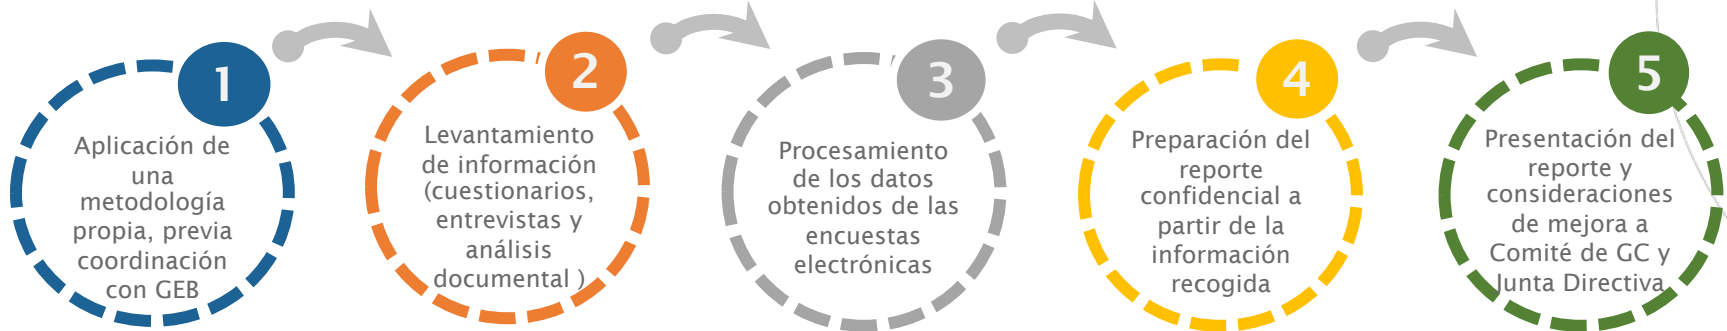 1
Aplicación de
una
metodología
propia, previa
coordinación
con GEB
2
Levantamiento
de información
(cuestionarios,
entrevistas y
análisis
documental )
3
Procesamiento
de los datos
obtenidos de las
encuestas
electrónicas
4
Preparación del
reporte
confidencial a
partir de la
información
recogida
5
Presentación del
reporte y
consideraciones
de mejora a
Comité de GC y
Junta Directiva